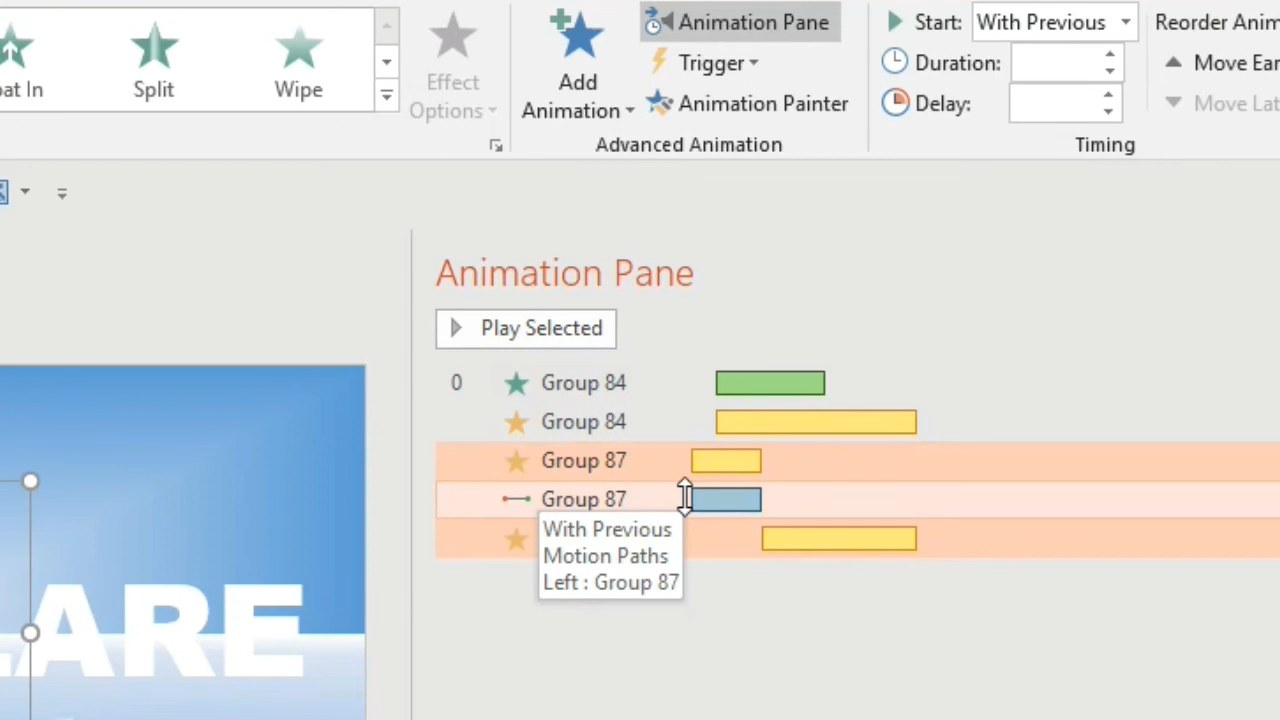 Animation Pane
Start: With Previous
Reorder Anim
at In
Split
Wipe
Effect
Options
Add
Animation
Trigger
Duration:
Move Ear
Animation Painter
Delay:
Move Lat
Advanced Animation
Timing
Animation Pane
Play Selected
0 Group 84
Group 84
Group 87
Group 87
With Previous
Motion Paths
Left : Group 87
ARE